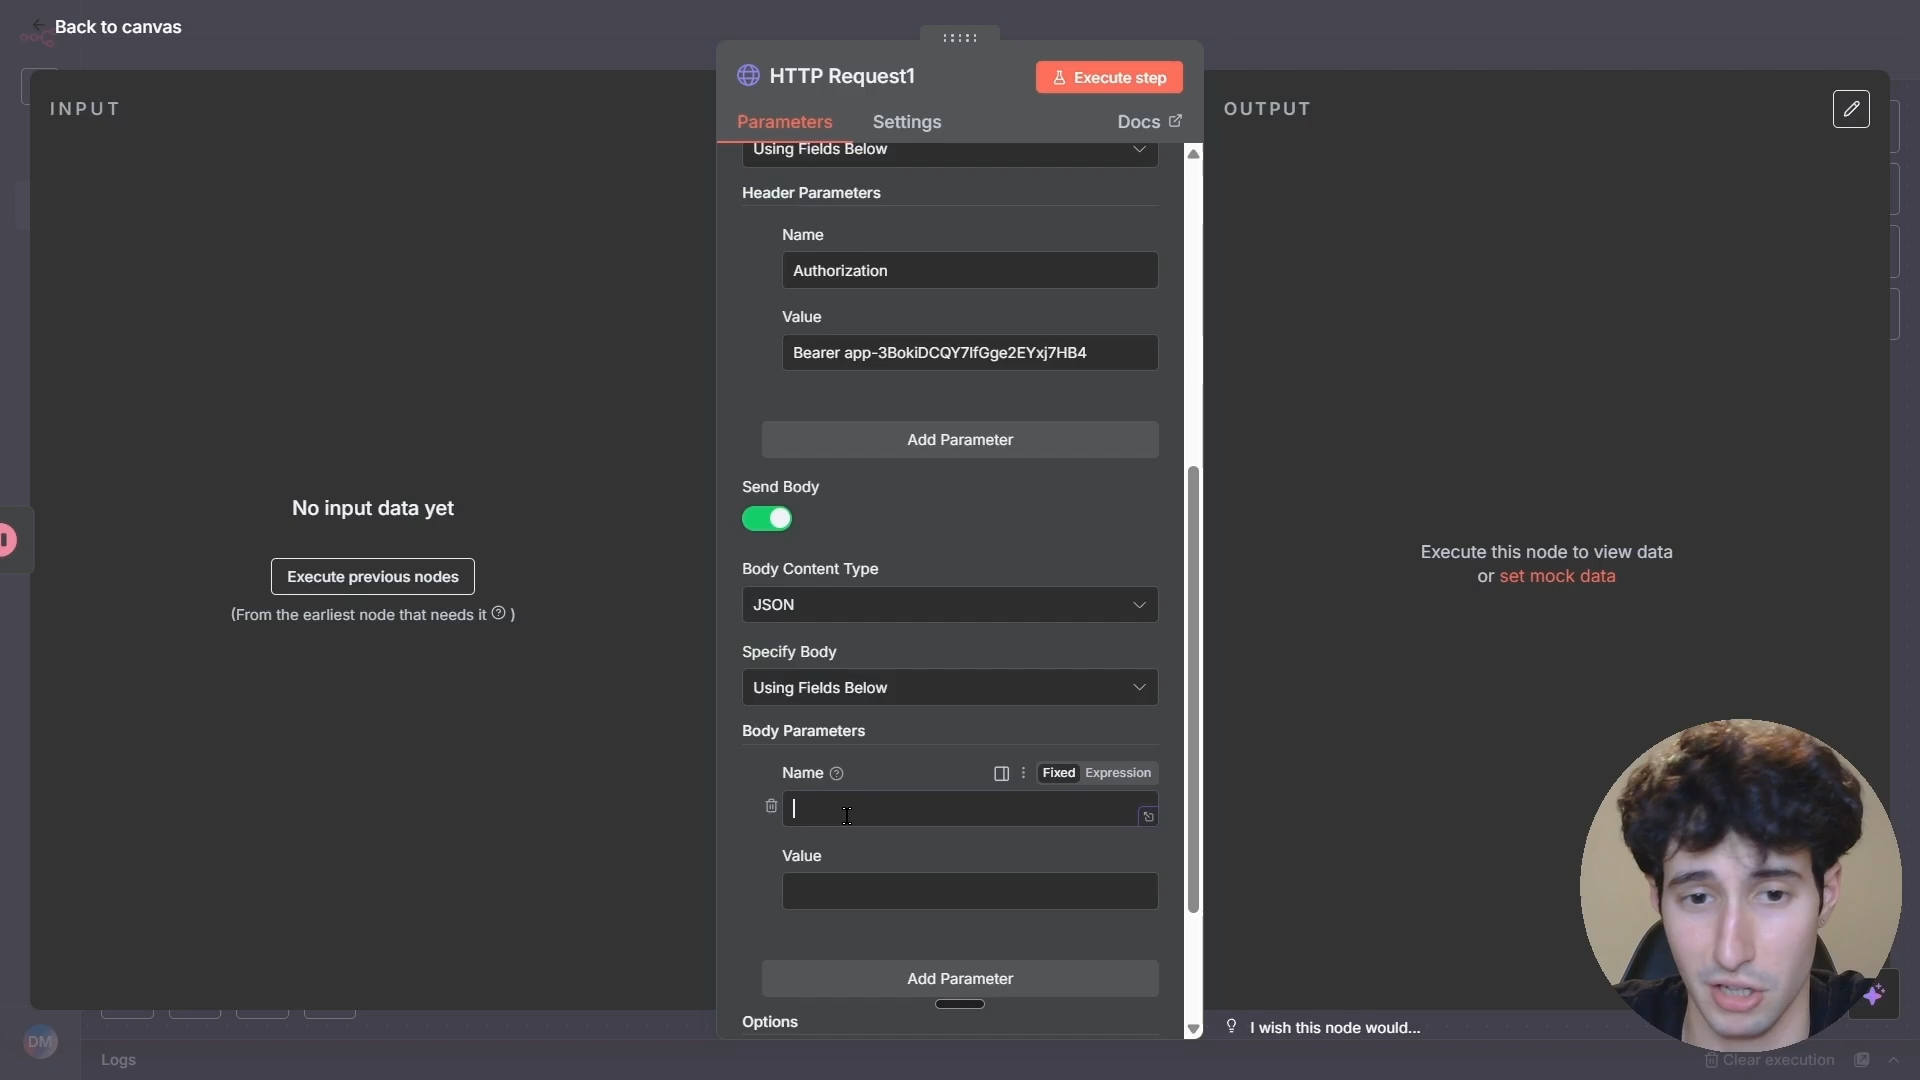 Back to canvas
HTTP Request1
Execute step
INPUT
Parameters
Settings
Docs
OUTPUT
Using Fields Below
Header Parameters
Name
Authorization
Value
Bearer app-3BokiDCQY7lfGge2EYxj7HB4
Add Parameter
Send Body
No input data yet
Execute previous nodes
(From the earliest node that needs it ? )
Execute this node to view data
or set mock data
Body Content Type
JSON
Specify Body
Using Fields Below
Body Parameters
Name ?
Fixed Expression
Value
Add Parameter
Options
I wish this node would...
DM
Logs
Clear execution